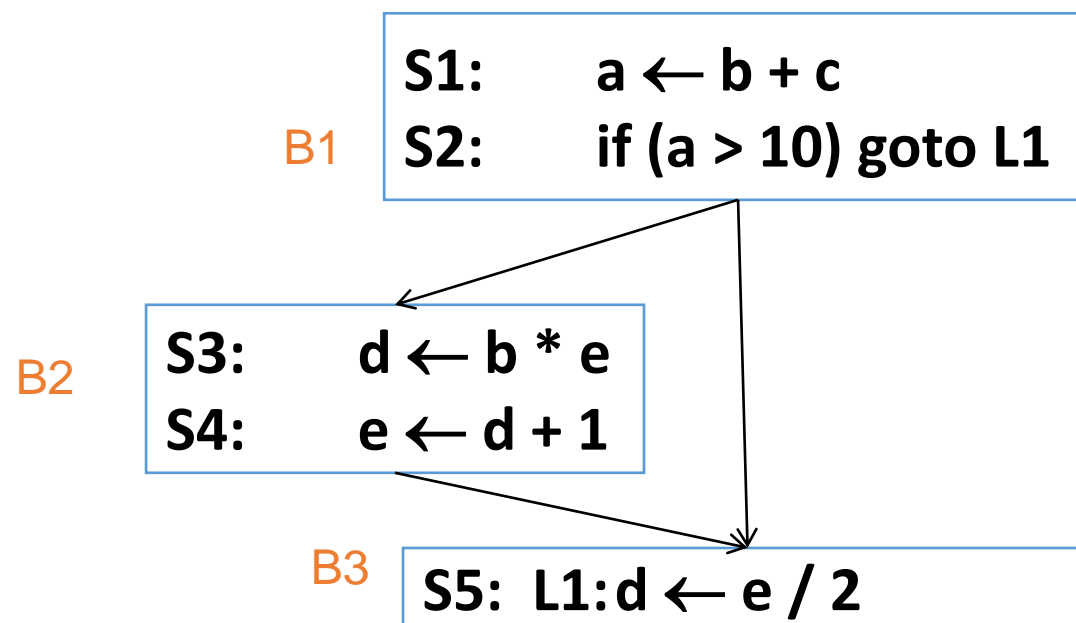 S1: a ← b + c
B1
S2: if (a > 10) goto L1
S3: d ← b * e
B2
S4: e ← d + 1
B3
S5: L1: d ← e / 2